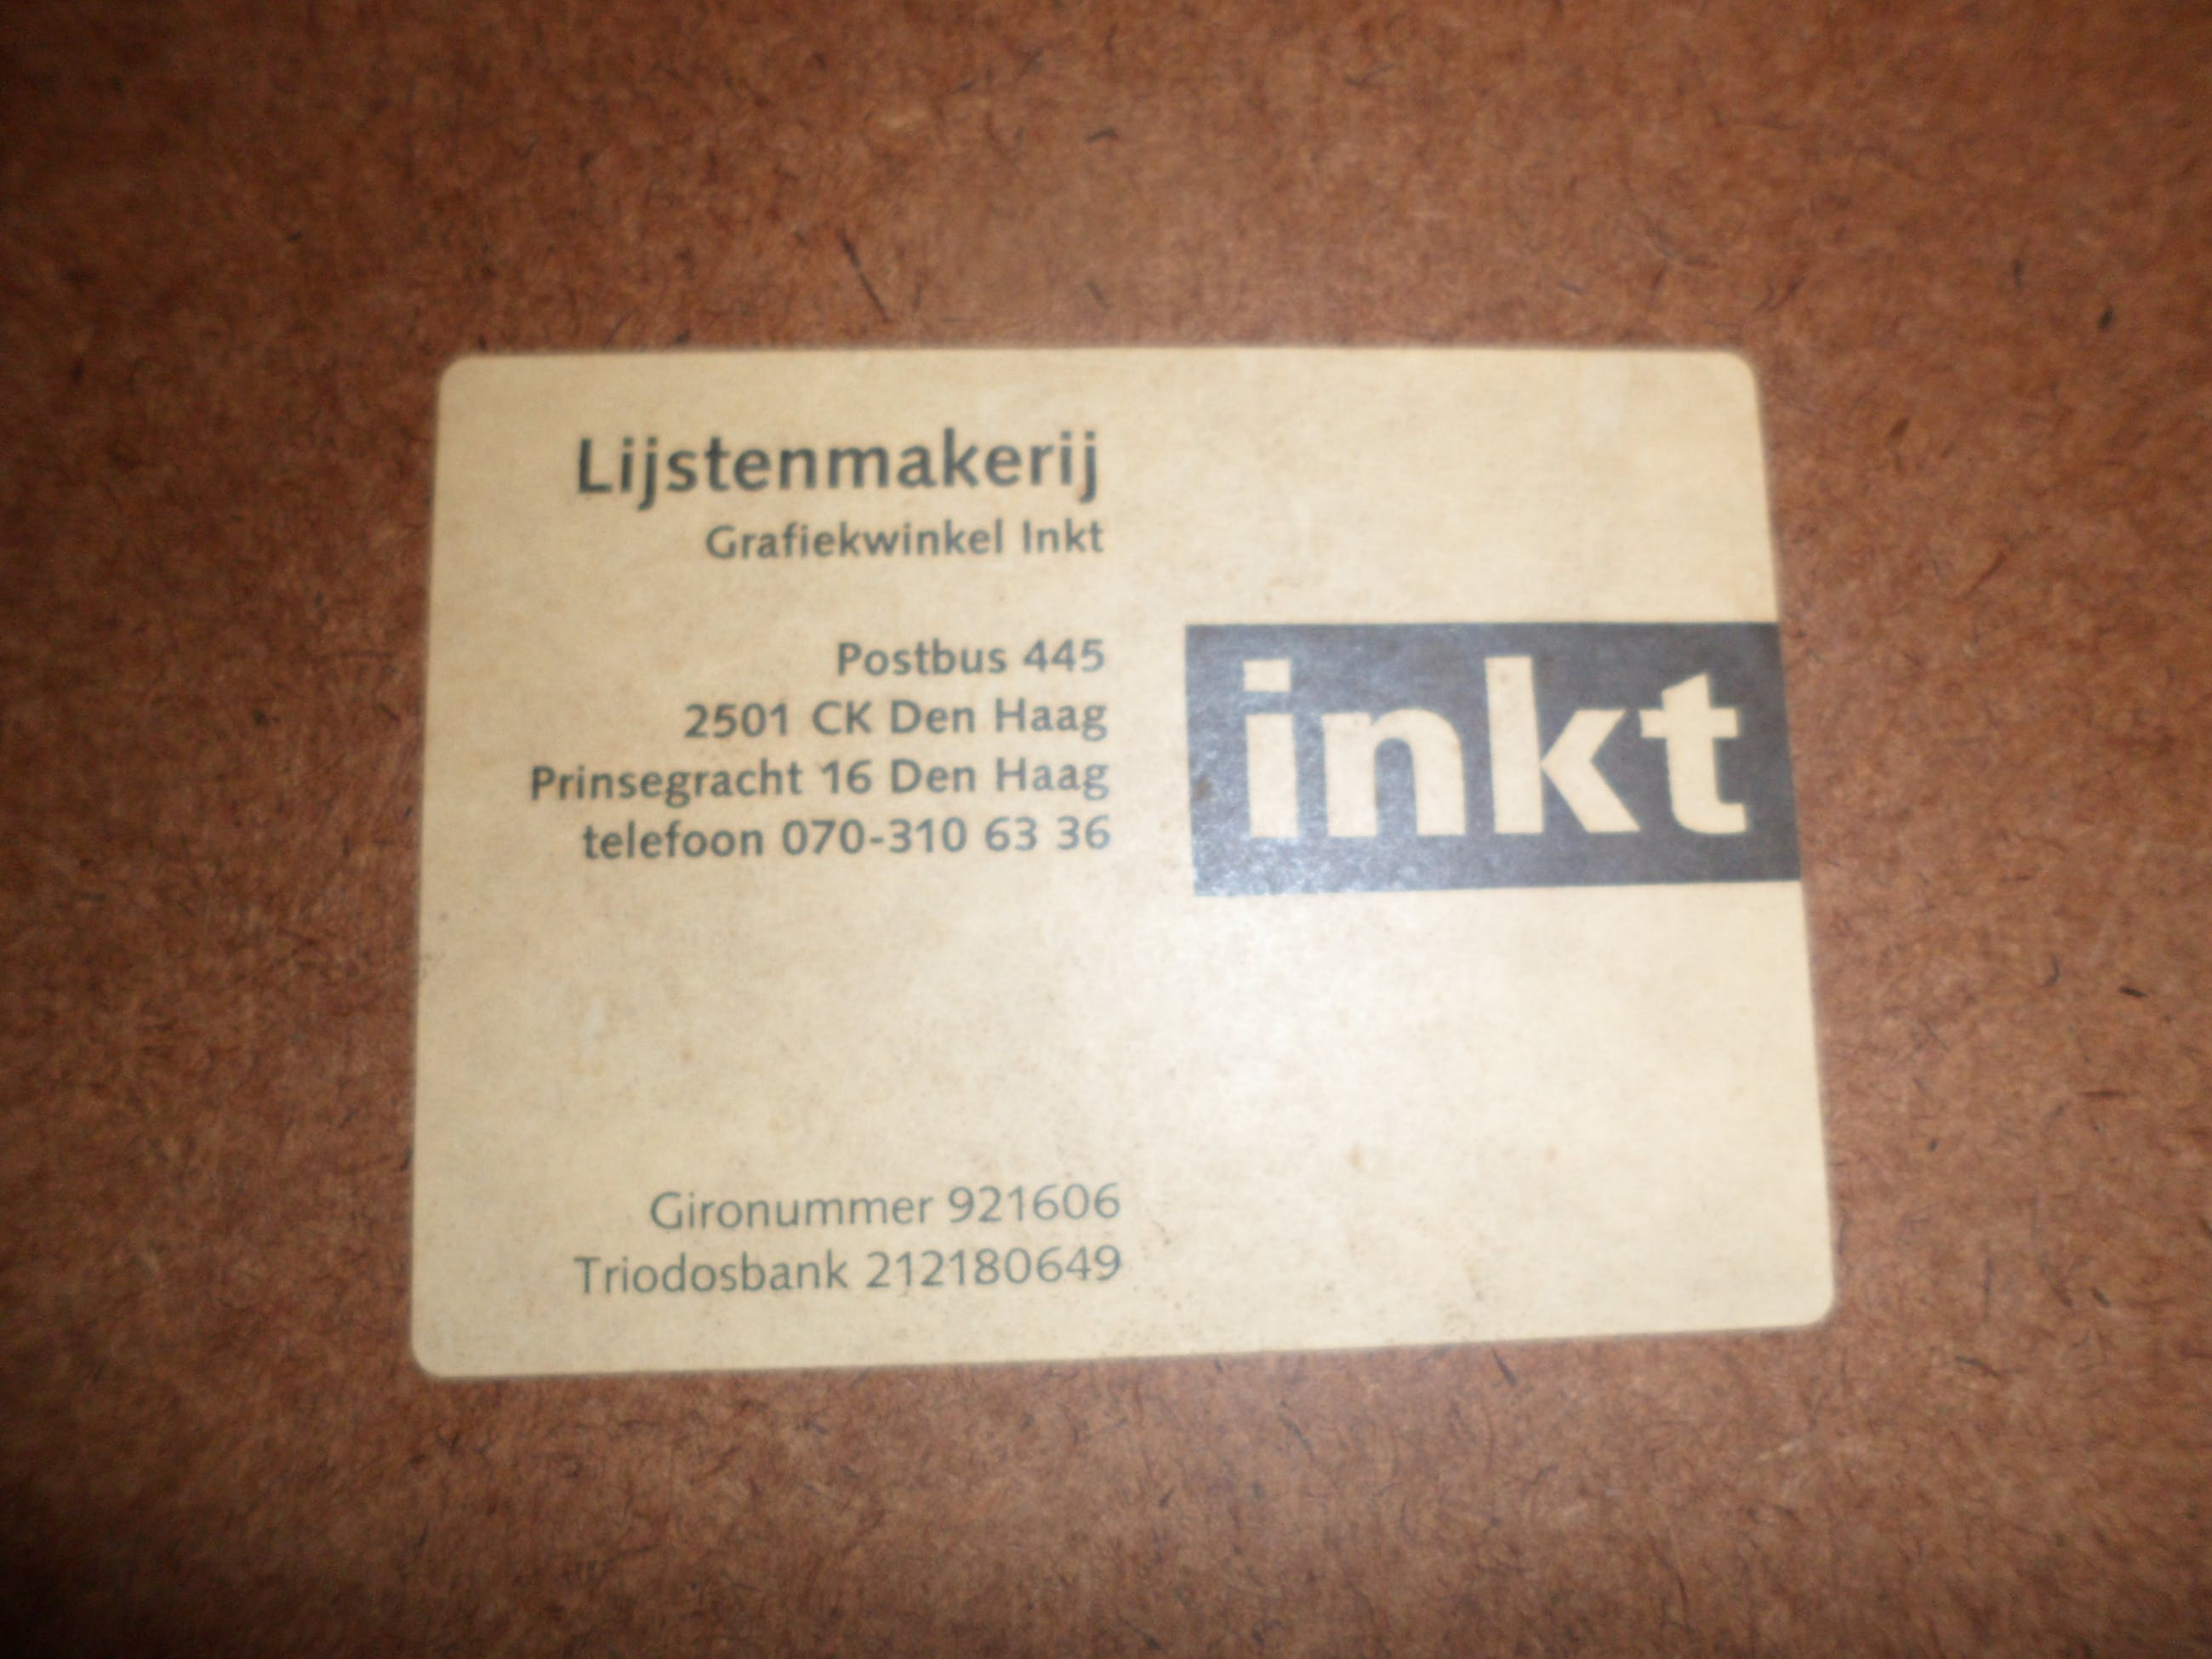 Lijstenmakerij
Grafiekwinkel Inkt
Postbus 445
2501 CK Den Haag
Prinsegracht 16 Den Haag
telefoon 070-310 63 36
inkt
Gironummer 921606
Triodosbank 212180649